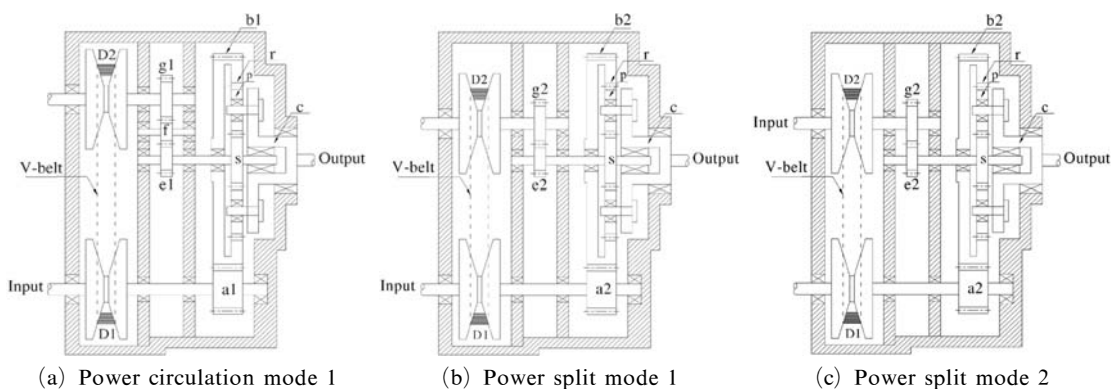 b1
D2
g1
r
p
f
c
s
Output
V-belt
e1
Input
a1
D1
(a) Power circulation mode 1
b2
D2
g2
r
p
c
s
Output
V-belt
e2
Input
a2
D1
(b) Power split mode 1
b2
D2
g2
r
p
Input
c
s
Output
V-belt
e2
a2
D1
(c) Power split mode 2